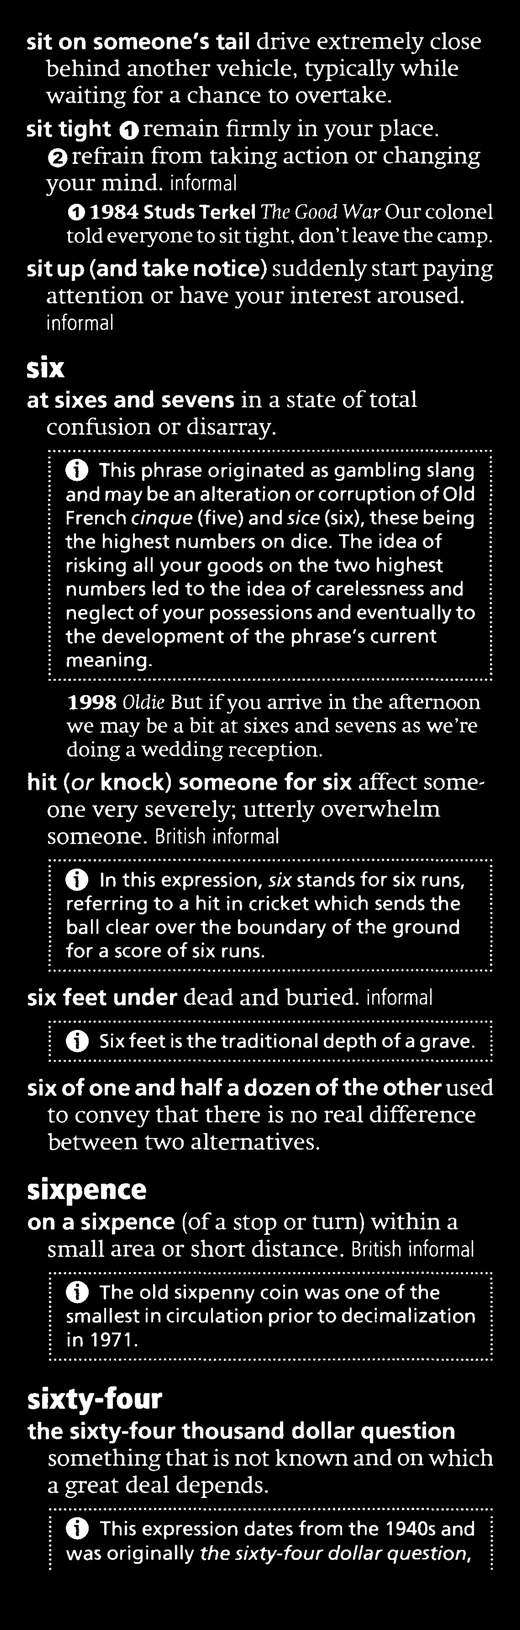 sit on someone's tail drive extremely close
behind another vehicle, typically while
waiting for a chance to overtake.
sit tight ❶ remain firmly in your place.
❷ refrain from taking action or changing
your mind. informal
❶ 1984 Studs Terkel The Good War Our colonel
told everyone to sit tight, don't leave the camp.
sit up (and take notice) suddenly start paying
attention or have your interest aroused.
informal
six
at sixes and sevens in a state of total
confusion or disarray.
ⓘ This phrase originated as gambling slang
and may be an alteration or corruption of Old
French cinque (five) and sice (six), these being
the highest numbers on dice. The idea of
risking all your goods on the two highest
numbers led to the idea of carelessness and
neglect of your possessions and eventually to
the development of the phrase's current
meaning.
1998 Oldie But if you arrive in the afternoon
we may be a bit at sixes and sevens as we're
doing a wedding reception.
hit (or knock) someone for six affect some-
one very severely; utterly overwhelm
someone. British informal
ⓘ In this expression, six stands for six runs,
referring to a hit in cricket which sends the
ball clear over the boundary of the ground
for a score of six runs.
six feet under dead and buried. informal
ⓘ Six feet is the traditional depth of a grave.
six of one and half a dozen of the other used
to convey that there is no real difference
between two alternatives.
sixpence
on a sixpence (of a stop or turn) within a
small area or short distance. British informal
ⓘ The old sixpenny coin was one of the
smallest in circulation prior to decimalization
in 1971.
sixty-four
the sixty-four thousand dollar question
something that is not known and on which
a great deal depends.
ⓘ This expression dates from the 1940s and
was originally the sixty-four dollar question,